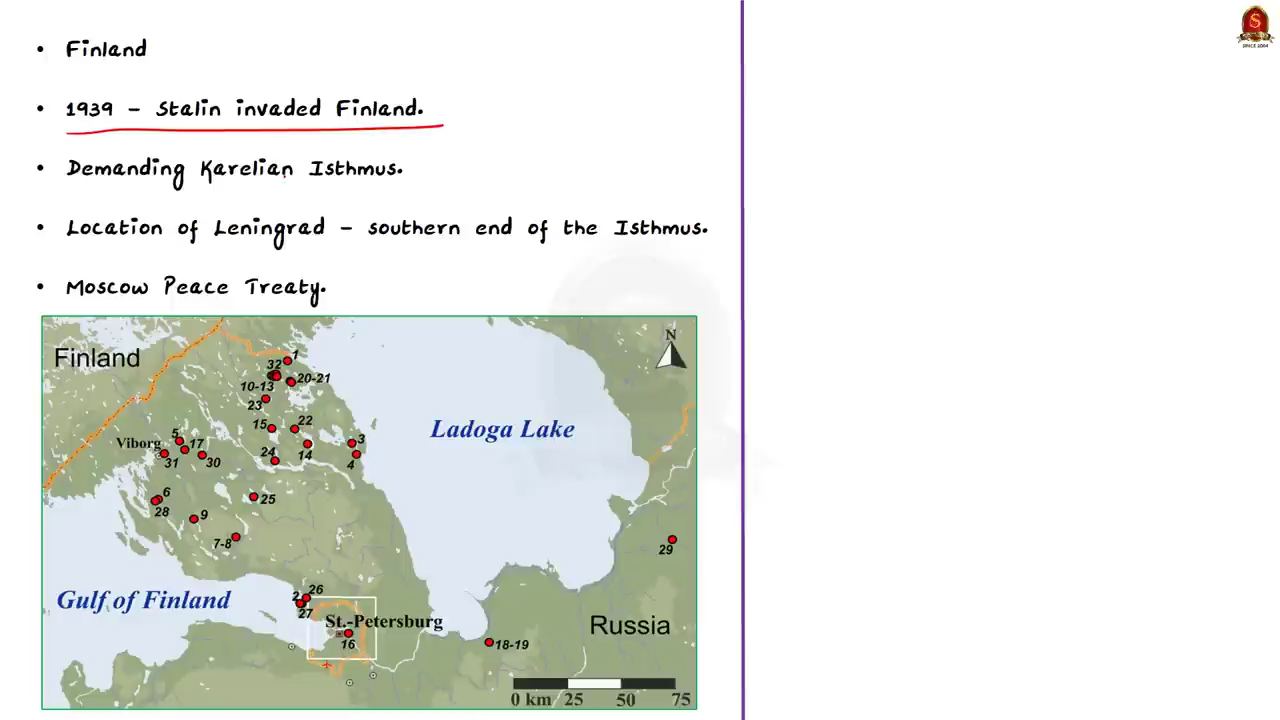 • Finland
• 1939 - Stalin invaded Finland.
• Demanding Karelian Isthmus.
• Location of Leningrad - southern end of the Isthmus.
• Moscow Peace Treaty.
S
SINCE 2004
Finland
N
1
32
10-13
20-21
23
15
22
Ladoga Lake
5
17
Viborg
31
30
24
14
3
4
6
28
25
9
7-8
29
Gulf of Finland
26
2
27
St.-Petersburg
16
Russia
18-19
0 km 25 50 75